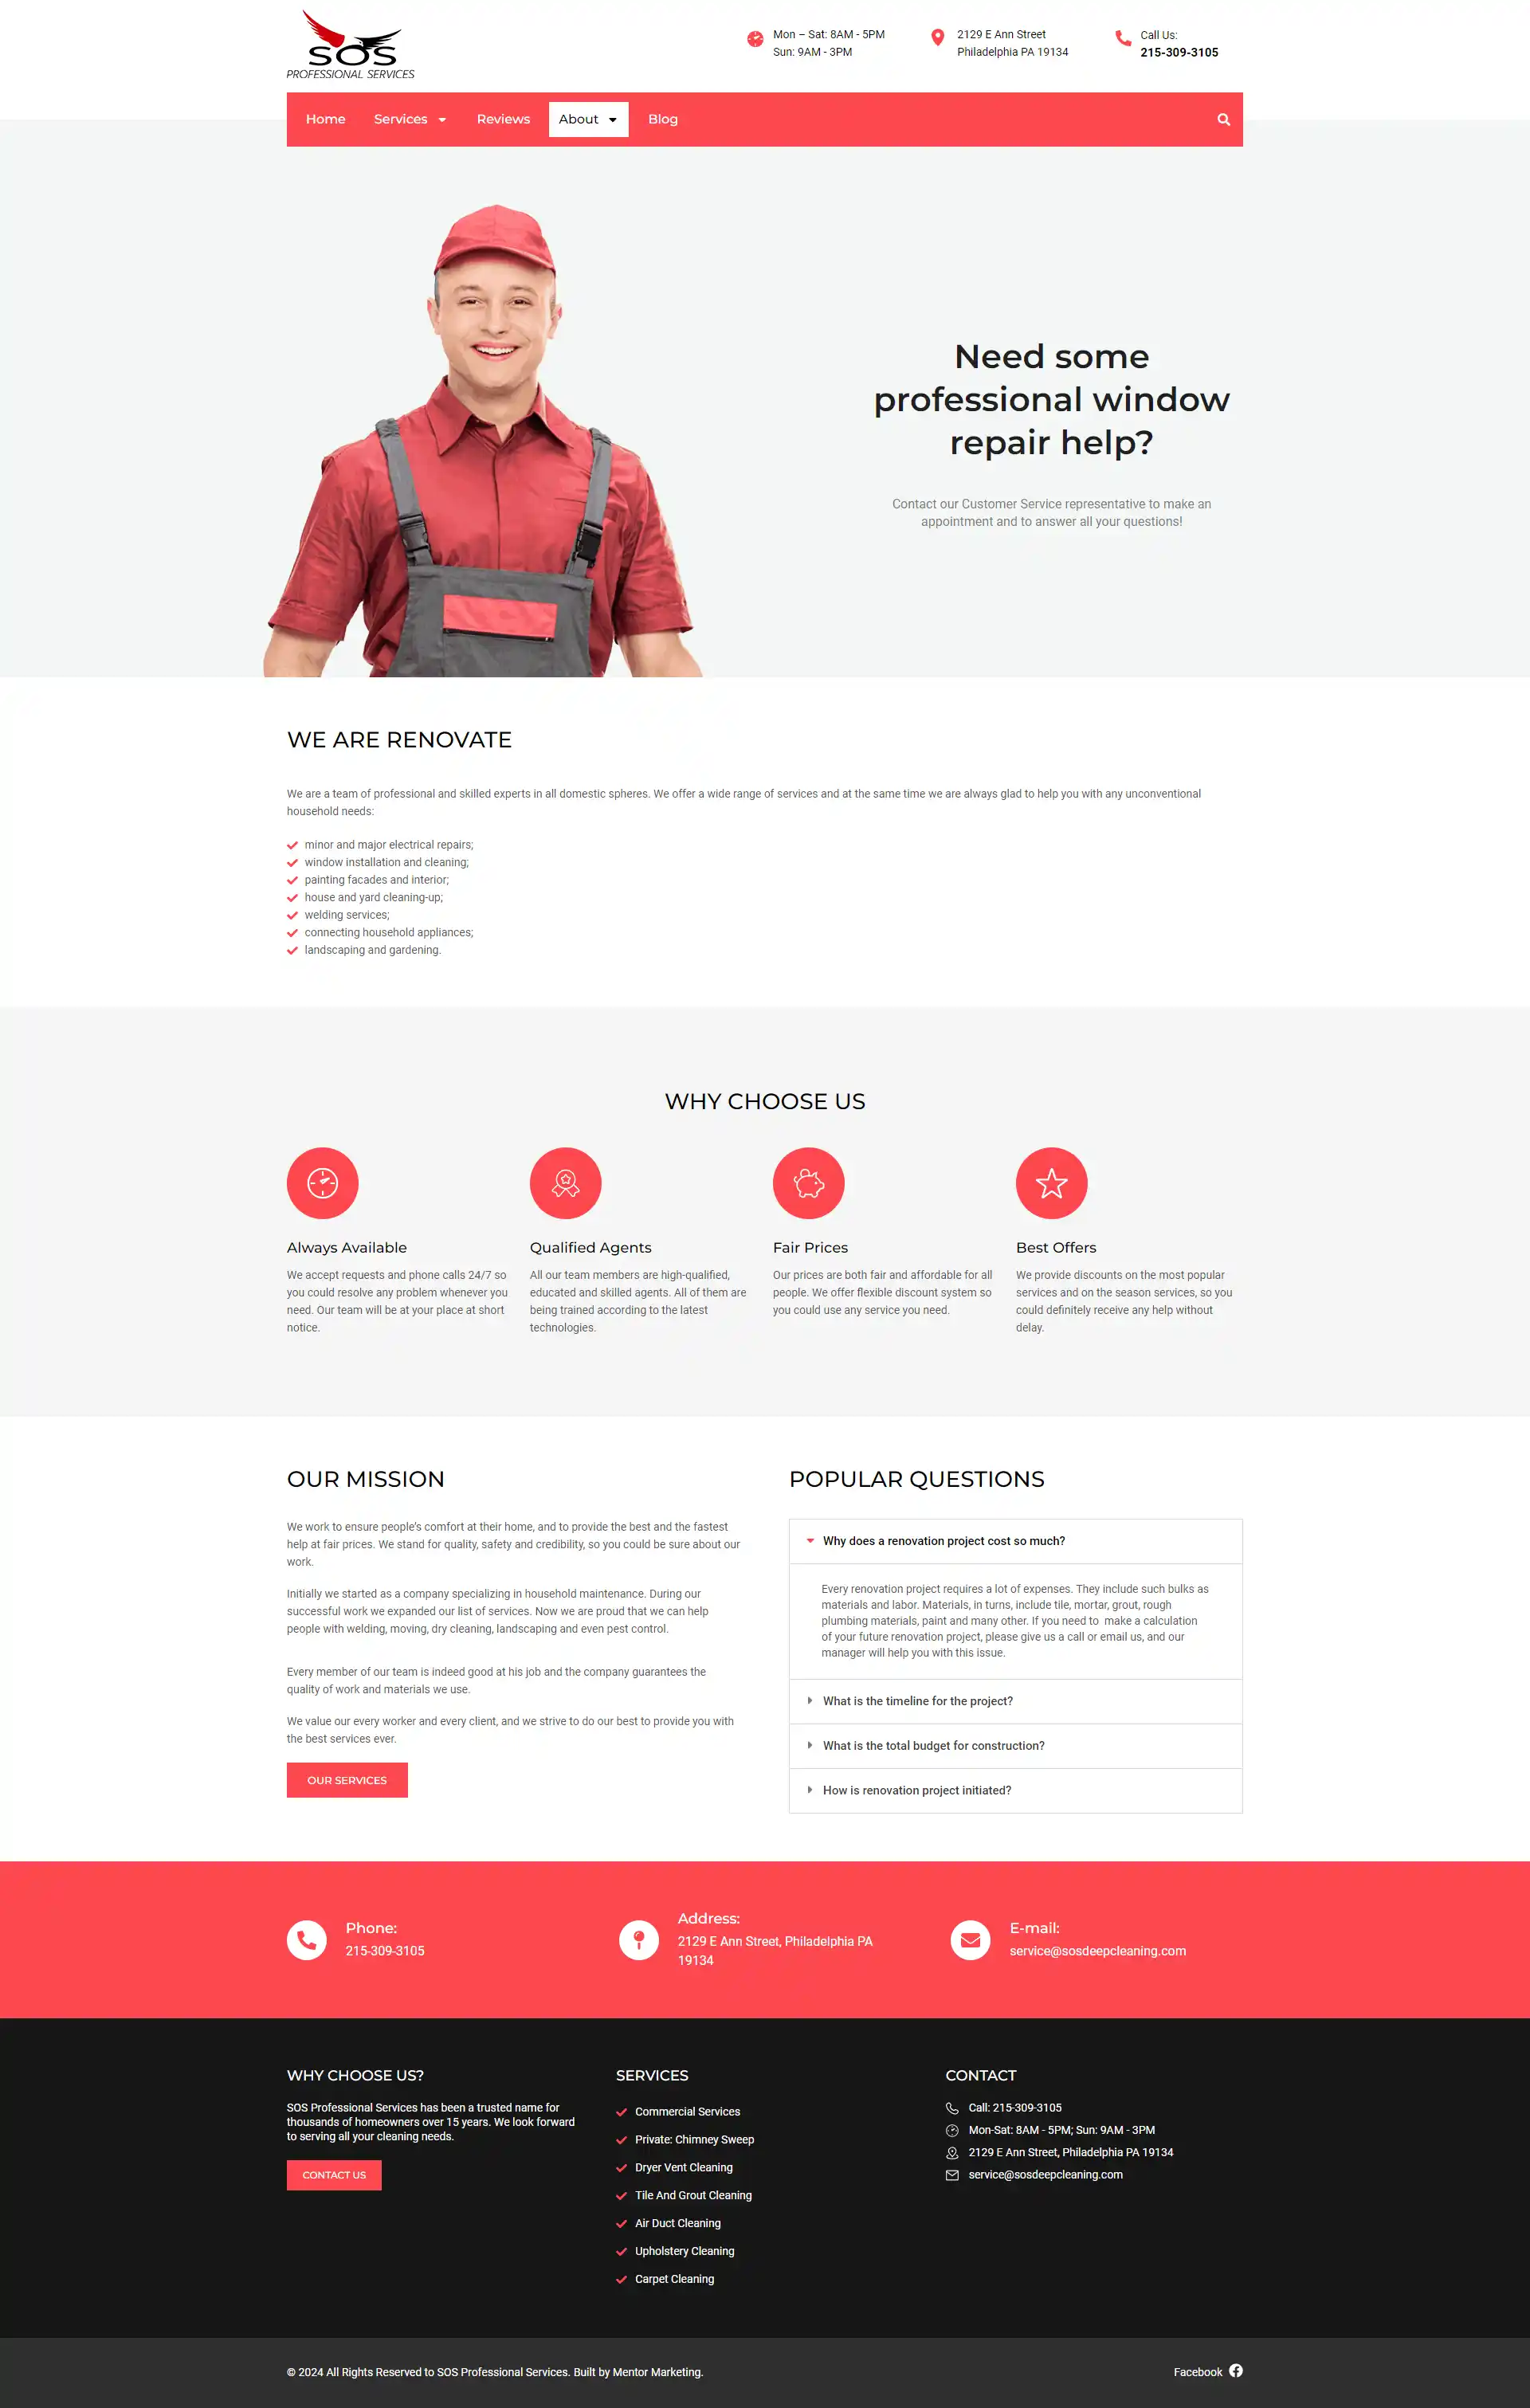 SOS
PROFESSIONAL SERVICES
Mon – Sat: 8AM - 5PM
Sun: 9AM - 3PM
2129 E Ann Street
Philadelphia PA 19134
Call Us:
215-309-3105
Home Services Reviews About Blog
Need some
professional window
repair help?
Contact our Customer Service representative to make an
appointment and to answer all your questions!
WE ARE RENOVATE
We are a team of professional and skilled experts in all domestic spheres. We offer a wide range of services and at the same time we are always glad to help you with any unconventional
household needs:
minor and major electrical repairs;
window installation and cleaning;
painting facades and interior;
house and yard cleaning-up;
welding services;
connecting household appliances;
landscaping and gardening.
WHY CHOOSE US
Always Available
We accept requests and phone calls 24/7 so
you could resolve any problem whenever you
need. Our team will be at your place at short
notice.
Qualified Agents
All our team members are high-qualified,
educated and skilled agents. All of them are
being trained according to the latest
technologies.
Fair Prices
Our prices are both fair and affordable for all
people. We offer flexible discount system so
you could use any service you need.
Best Offers
We provide discounts on the most popular
services and on the season services, so you
could definitely receive any help without
delay.
OUR MISSION
We work to ensure people’s comfort at their home, and to provide the best and the fastest
help at fair prices. We stand for quality, safety and credibility, so you could be sure about our
work.
Initially we started as a company specializing in household maintenance. During our
successful work we expanded our list of services. Now we are proud that we can help
people with welding, moving, dry cleaning, landscaping and even pest control.
Every member of our team is indeed good at his job and the company guarantees the
quality of work and materials we use.
We value our every worker and every client, and we strive to do our best to provide you with
the best services ever.
OUR SERVICES
POPULAR QUESTIONS
Why does a renovation project cost so much?
Every renovation project requires a lot of expenses. They include such bulks as
materials and labor. Materials, in turns, include tile, mortar, grout, rough
plumbing materials, paint and many other. If you need to  make a calculation
of your future renovation project, please give us a call or email us, and our
manager will help you with this issue.
What is the timeline for the project?
What is the total budget for construction?
How is renovation project initiated?
Phone:
215-309-3105
Address:
2129 E Ann Street, Philadelphia PA
19134
E-mail:
service@sosdeepcleaning.com
WHY CHOOSE US?
SOS Professional Services has been a trusted name for
thousands of homeowners over 15 years. We look forward
to serving all your cleaning needs.
CONTACT US
SERVICES
Commercial Services
Private: Chimney Sweep
Dryer Vent Cleaning
Tile And Grout Cleaning
Air Duct Cleaning
Upholstery Cleaning
Carpet Cleaning
CONTACT
Call: 215-309-3105
Mon-Sat: 8AM - 5PM; Sun: 9AM - 3PM
2129 E Ann Street, Philadelphia PA 19134
service@sosdeepcleaning.com
© 2024 All Rights Reserved to SOS Professional Services. Built by Mentor Marketing.
Facebook